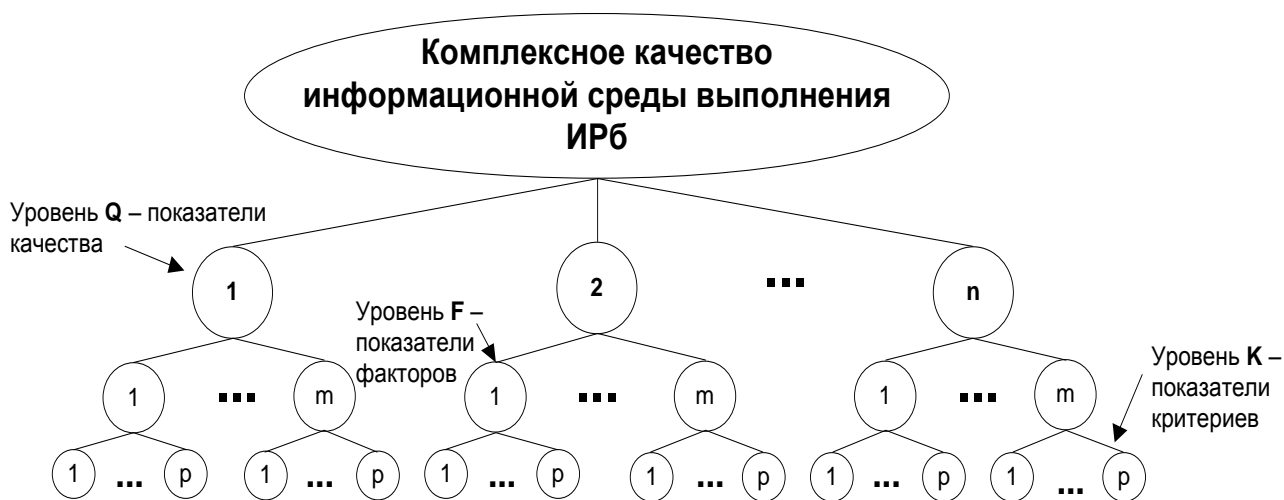 Комплексное качество
информационной среды выполнения
ИРб
Уровень Q – показатели
качества
1
2
...
n
Уровень F –
показатели
факторов
Уровень K –
показатели
критериев
1 ... m
1 ... m
1 ... m
1 ... p
1 ... p
1 ... p
1 ... p
1 ... p
1 ... p